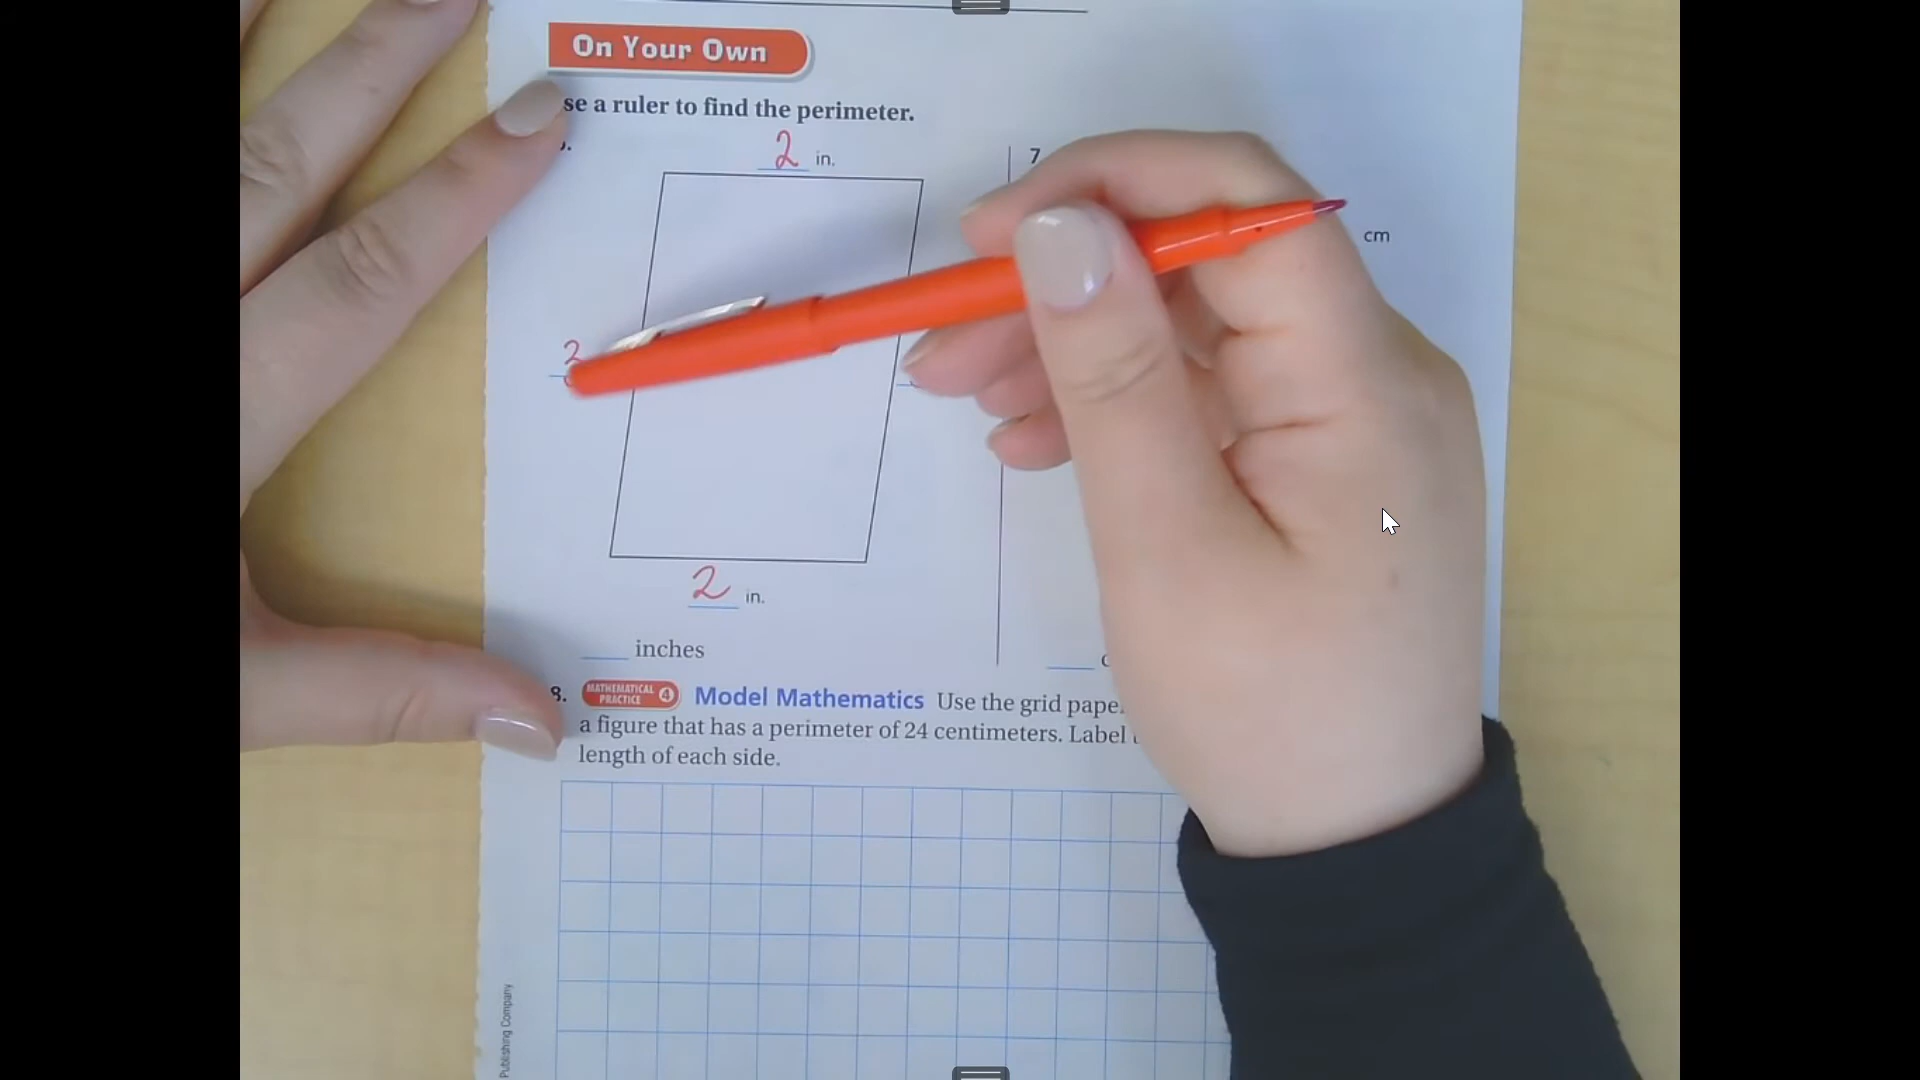 On Your Own
se a ruler to find the perimeter.
2 in.
7
cm
2 in.
inches
8. MATHEMATICAL PRACTICE 4 Model Mathematics Use the grid
a figure that has a perimeter of 24 centimeters. Label
length of each side.
Publishing Company